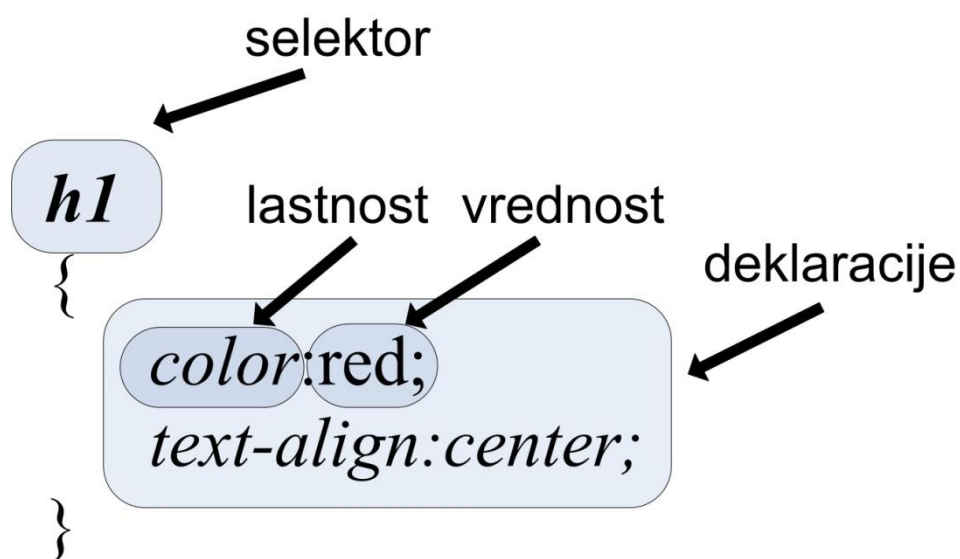 selektor
h1
lastnost vrednost
{
deklaracije
color:red;
text-align:center;
}